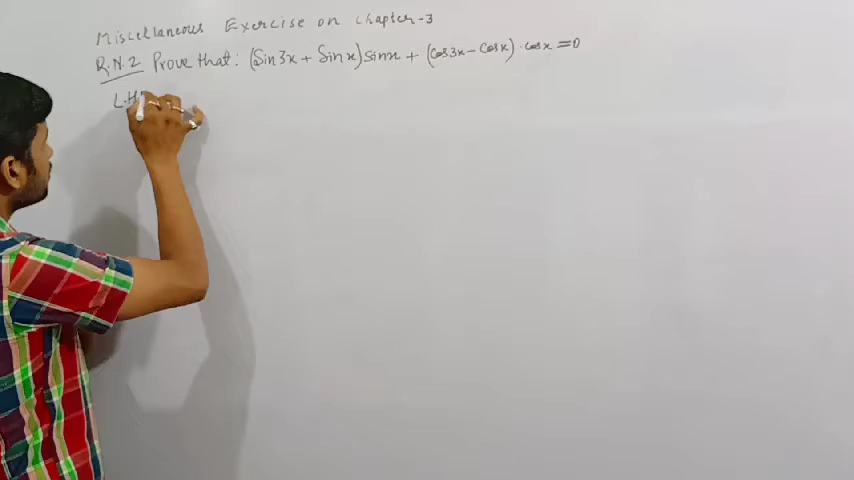 Miscellaneous Exercise on chapter-3
Q.N.2 Prove that: (Sin3x + Sinx)sinx + (Cos3x - Cosx)·cosx = 0
L.H